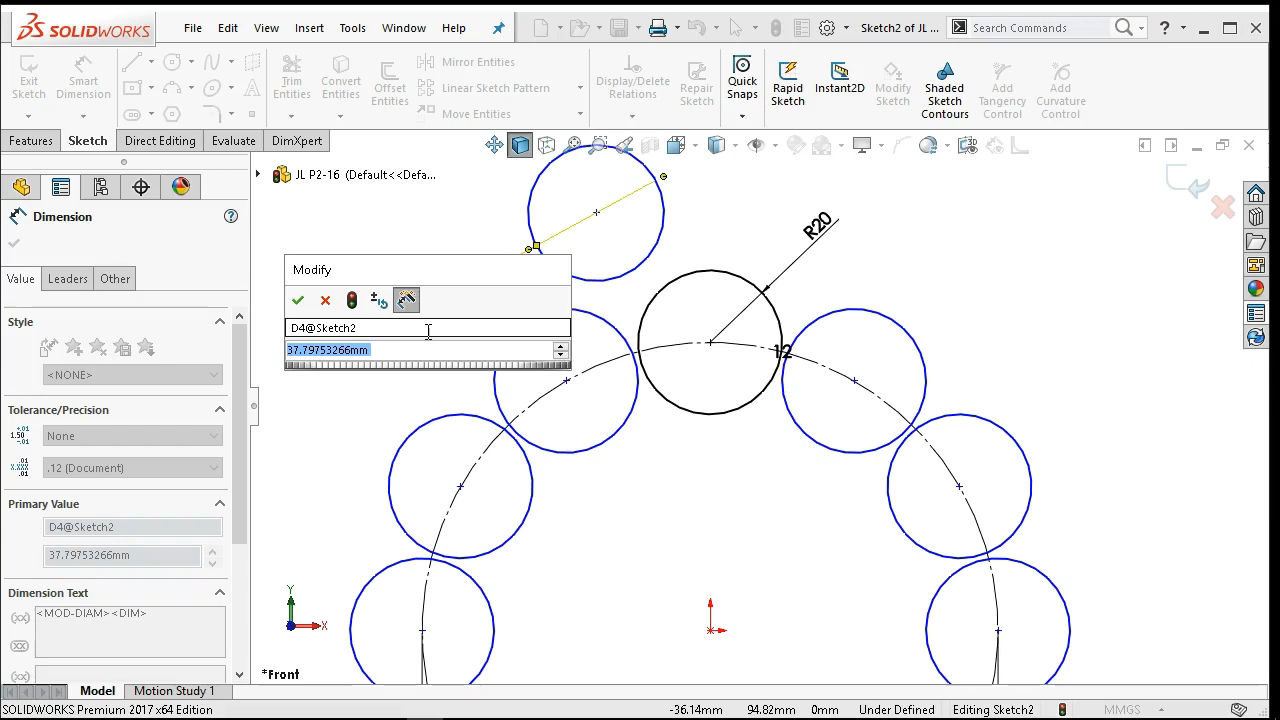 SOLIDWORKS
File
Edit
View
Insert
Tools
Window
Help
Sketch2 of JL ...
Search Commands
?
Exit
Sketch
Smart
Dimension
Trim
Entities
Convert
Entities
Offset
Entities
Mirror Entities
Linear Sketch Pattern
Move Entities
Display/Delete
Relations
Repair
Sketch
Quick
Snaps
Rapid
Sketch
Instant2D
Modify
Sketch
Shaded
Sketch
Contours
Add
Tangency
Control
Add
Curvature
Control
Features
Sketch
Direct Editing
Evaluate
DimXpert
JL P2-16 (Default<<Defa...
Dimension
?
Value
Leaders
Other
Style
<NONE>
Tolerance/Precision
None
.12 (Document)
Primary Value
D4@Sketch2
37.79753266mm
Dimension Text
<MOD-DIAM><DIM>
Modify
D4@Sketch2
37.79753266mm
R20
12
Y
X
*Front
Model
Motion Study 1
SOLIDWORKS Premium 2017 x64 Edition
-36.14mm
94.82mm
0mm
Under Defined
Editing Sketch2
MMGS